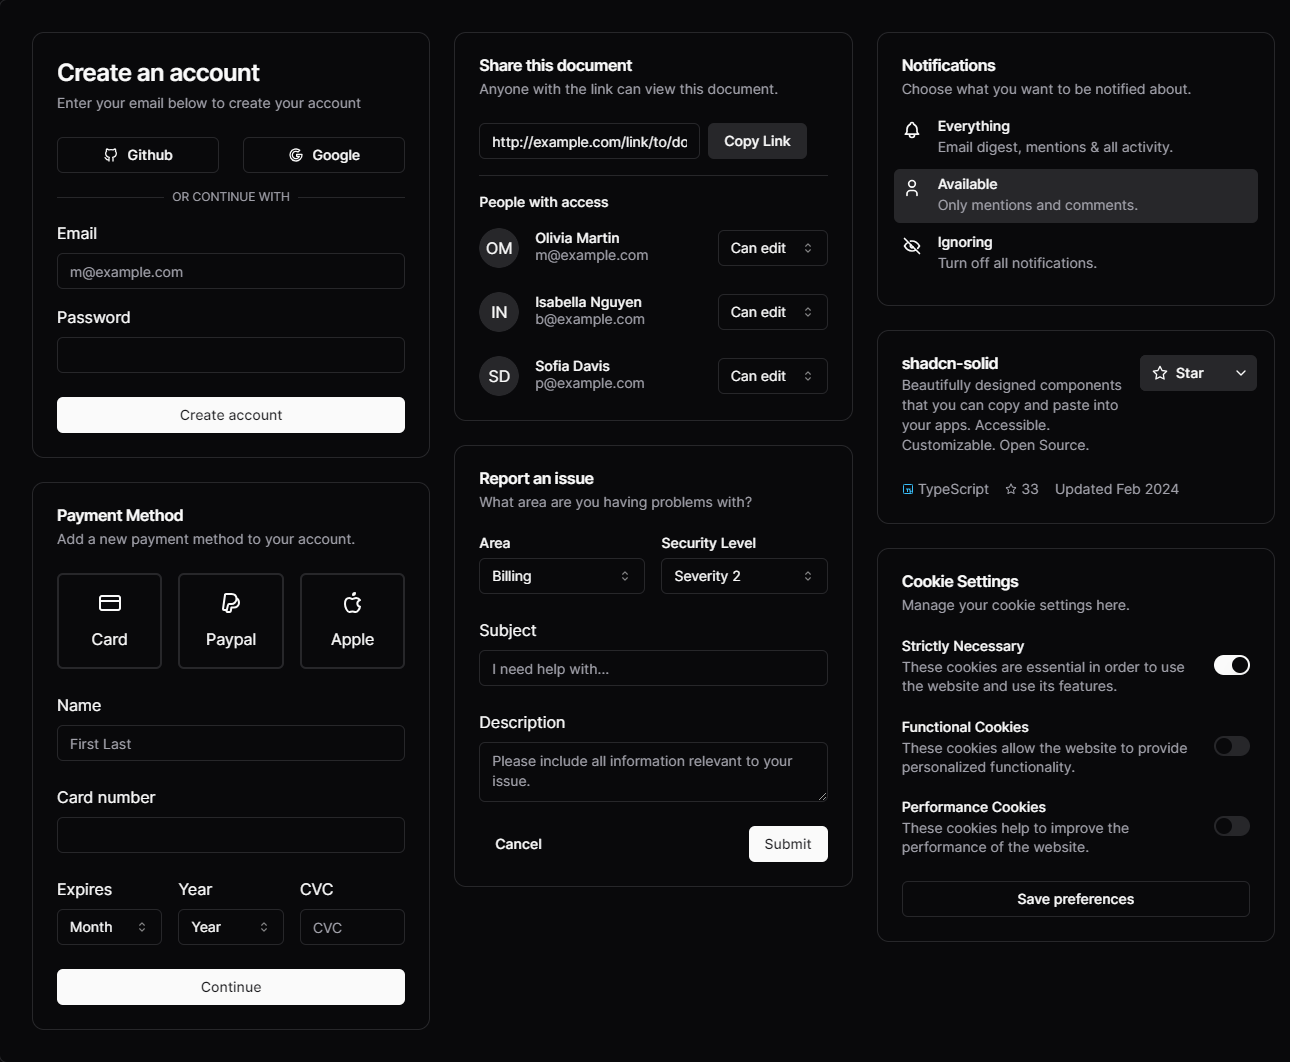 Create an account
Enter your email below to create your account
Github
Google
OR CONTINUE WITH
Email
m@example.com
Password
Create account
Payment Method
Add a new payment method to your account.
Card
Paypal
Apple
Name
First Last
Card number
Expires
Year
CVC
Month
Year
CVC
Continue
Share this document
Anyone with the link can view this document.
http://example.com/link/to/do
Copy Link
People with access
OM
Olivia Martin
m@example.com
Can edit
IN
Isabella Nguyen
b@example.com
Can edit
SD
Sofia Davis
p@example.com
Can edit
Report an issue
What area are you having problems with?
Area
Security Level
Billing
Severity 2
Subject
I need help with...
Description
Please include all information relevant to your
issue.
Cancel
Submit
Notifications
Choose what you want to be notified about.
Everything
Email digest, mentions & all activity.
Available
Only mentions and comments.
Ignoring
Turn off all notifications.
shadcn-solid
Beautifully designed components
that you can copy and paste into
your apps. Accessible.
Customizable. Open Source.
Star
TypeScript
33
Updated Feb 2024
Cookie Settings
Manage your cookie settings here.
Strictly Necessary
These cookies are essential in order to use
the website and use its features.
Functional Cookies
These cookies allow the website to provide
personalized functionality.
Performance Cookies
These cookies help to improve the
performance of the website.
Save preferences